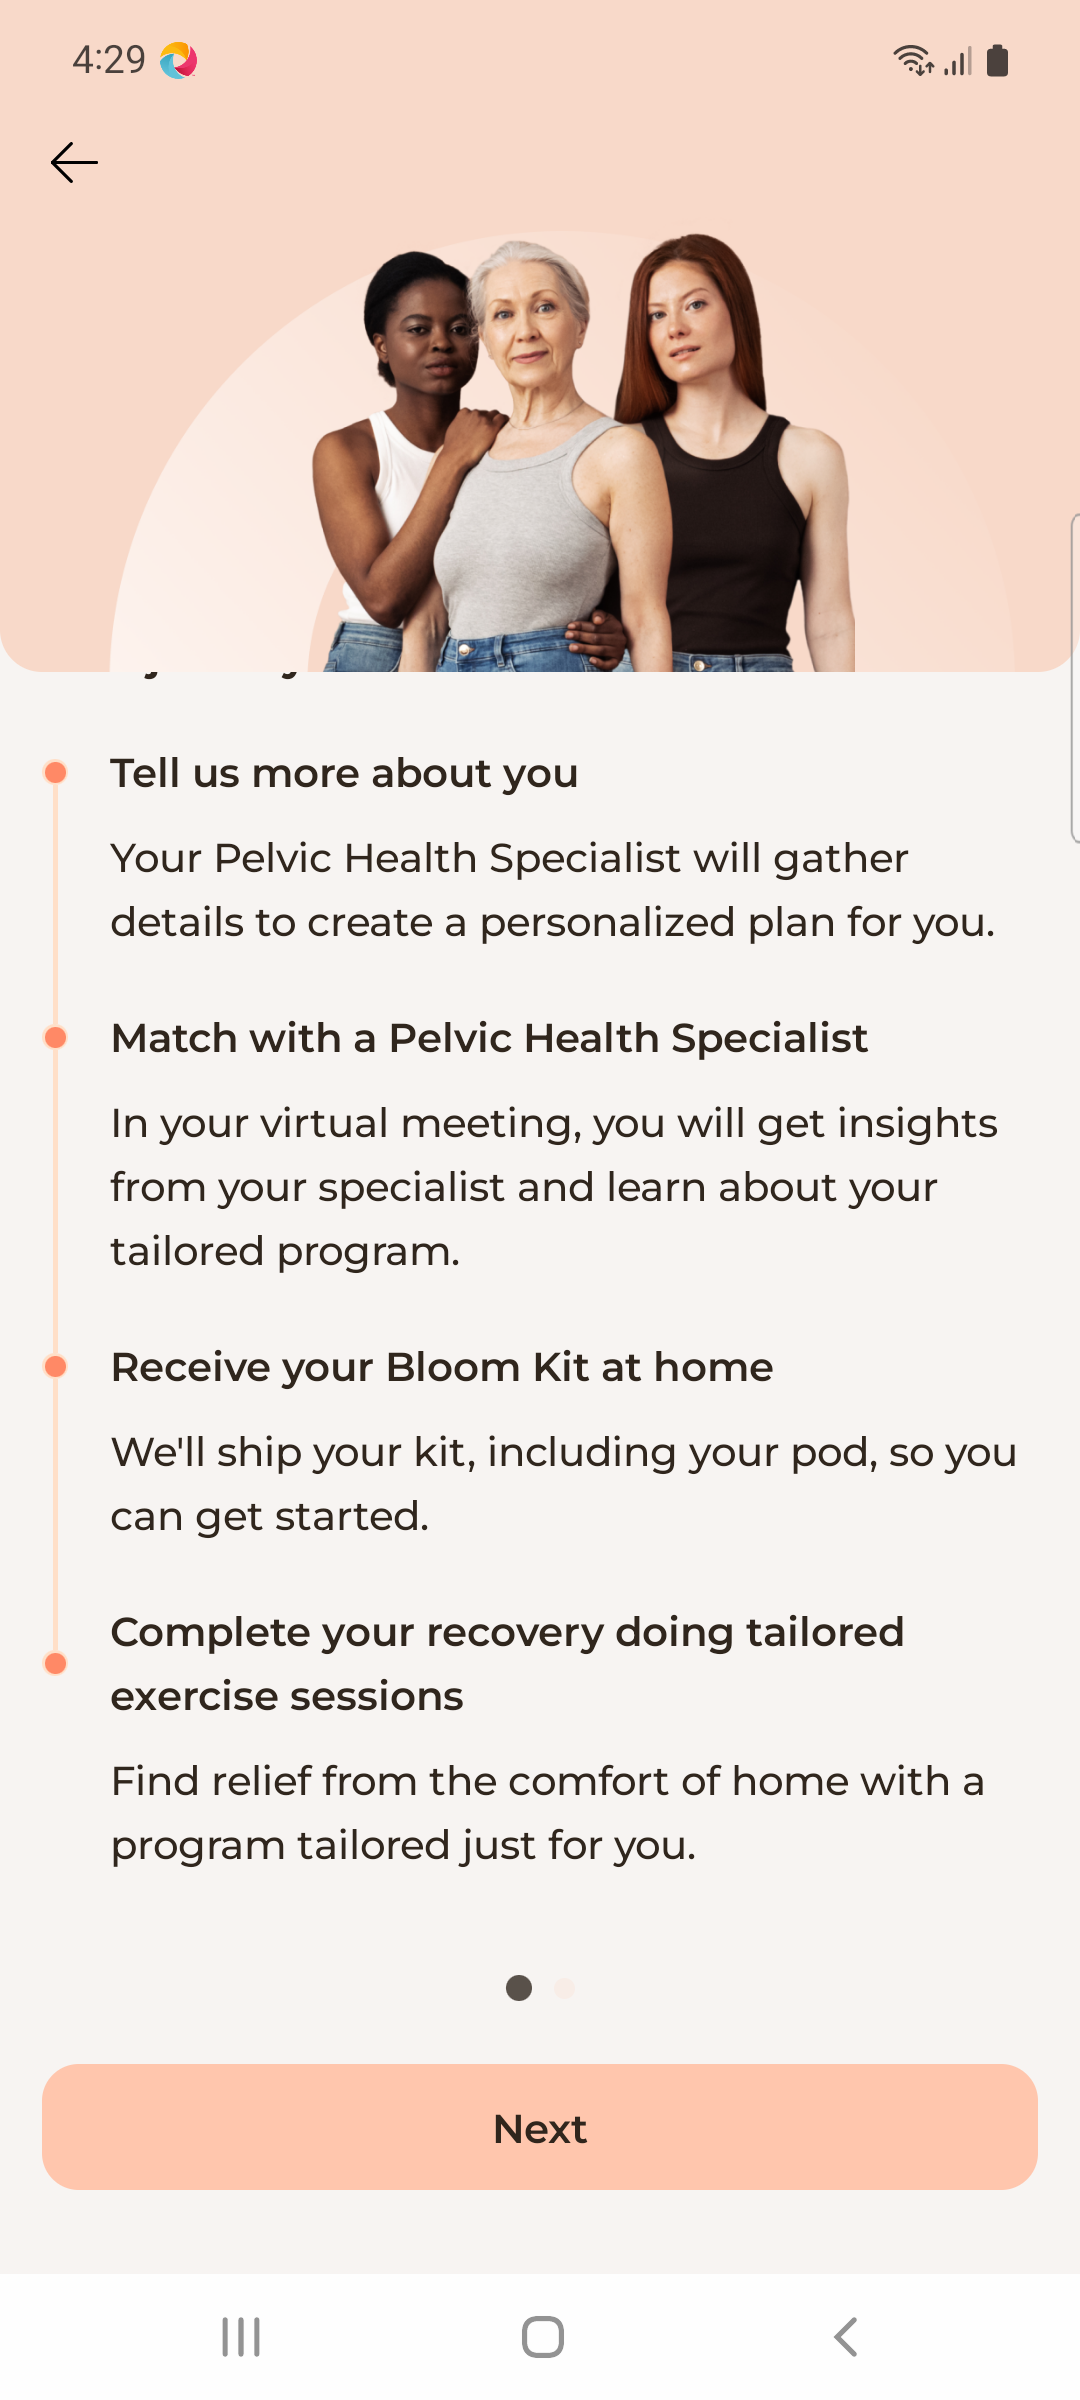 4:29
Tell us more about you
Your Pelvic Health Specialist will gather
details to create a personalized plan for you.
Match with a Pelvic Health Specialist
In your virtual meeting, you will get insights
from your specialist and learn about your
tailored program.
Receive your Bloom Kit at home
We'll ship your kit, including your pod, so you
can get started.
Complete your recovery doing tailored
exercise sessions
Find relief from the comfort of home with a
program tailored just for you.
Next